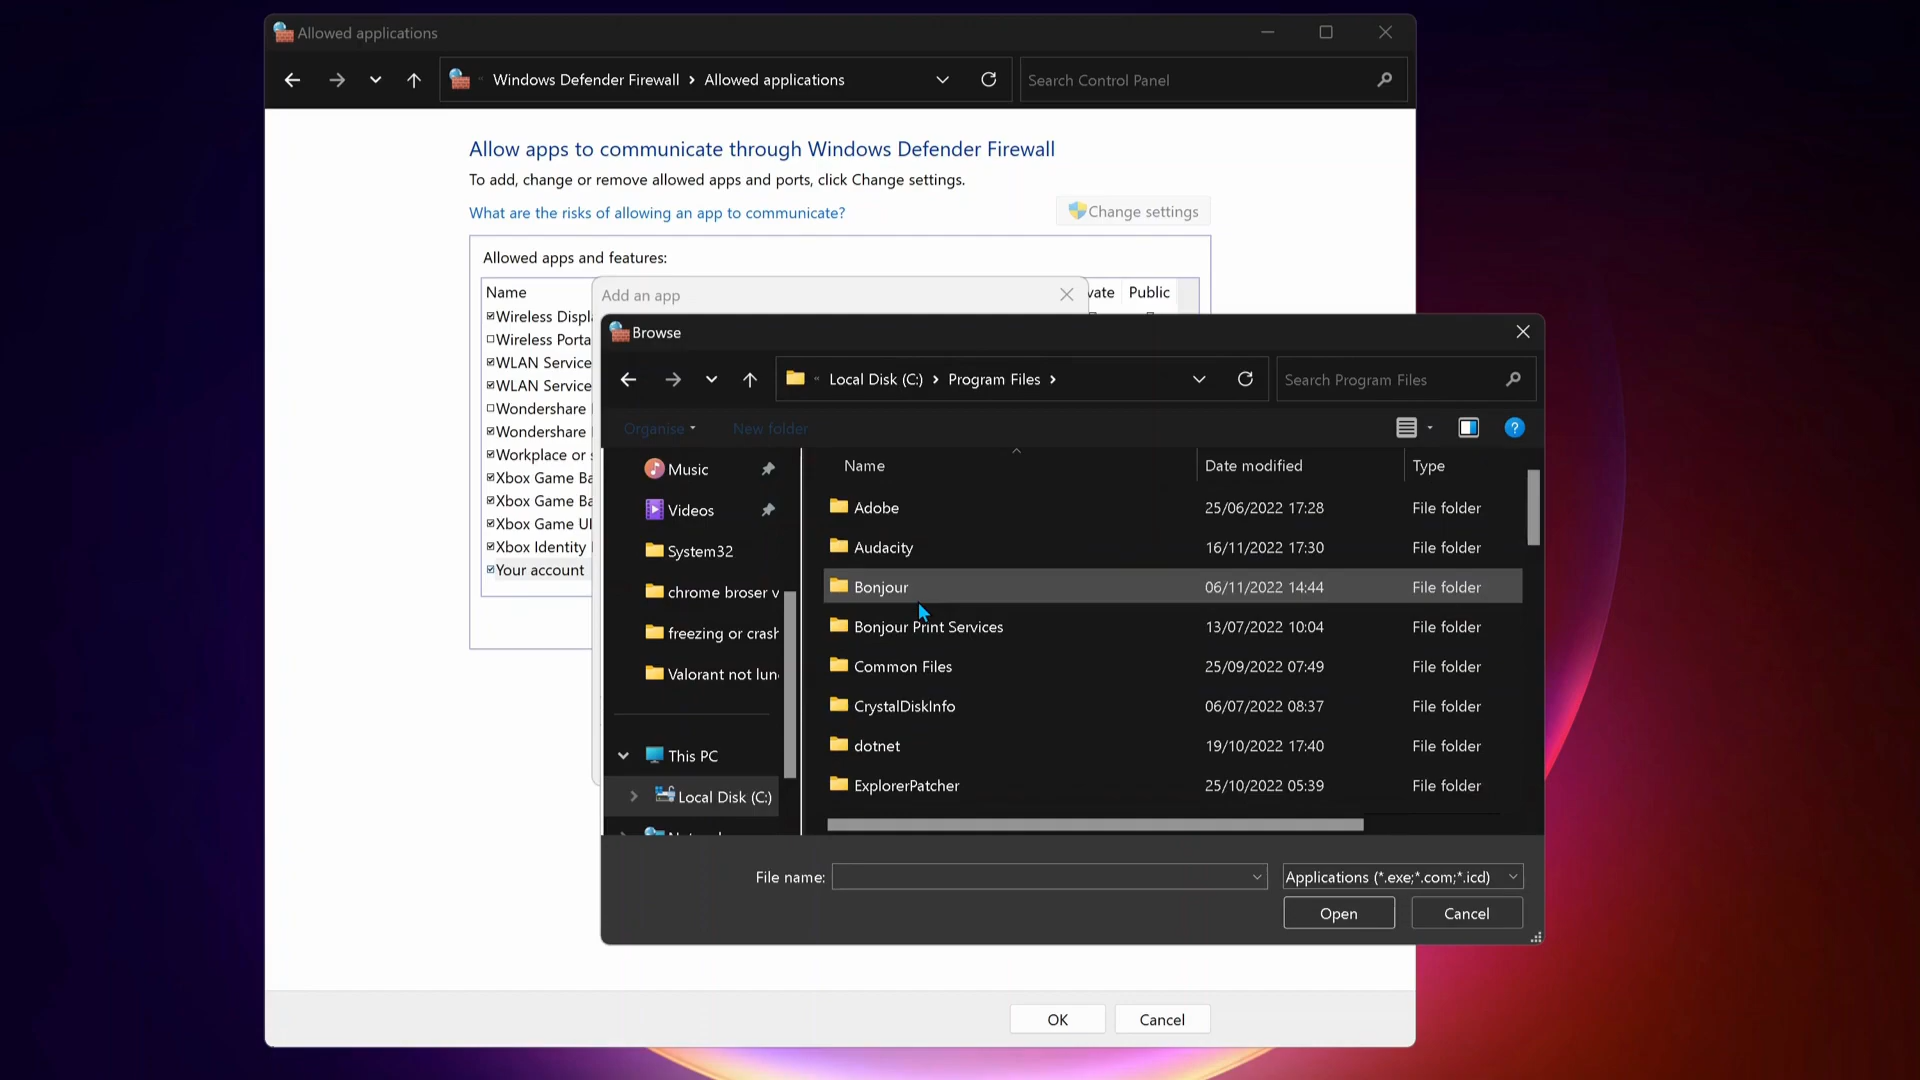 Allowed applications
Windows Defender Firewall › Allowed applications
Search Control Panel
Allow apps to communicate through Windows Defender Firewall
To add, change or remove allowed apps and ports, click Change settings.
What are the risks of allowing an app to communicate?
Change settings
Allowed apps and features:
Name
vate Public
Wireless Displ
Wireless Porta
WLAN Service
WLAN Service
Wondershare
Wondershare
Workplace or s
Xbox Game Ba
Xbox Game Ba
Xbox Game UI
Xbox Identity
Your account
Add an app
Browse
Local Disk (C:) › Program Files ›
Search Program Files
Organise
New folder
Music
Videos
System32
chrome broser v
freezing or crash
Valorant not lun
This PC
Local Disk (C:)
Name Date modified Type
Adobe 25/06/2022 17:28 File folder
Audacity 16/11/2022 17:30 File folder
Bonjour 06/11/2022 14:44 File folder
Bonjour Print Services 13/07/2022 10:04 File folder
Common Files 25/09/2022 07:49 File folder
CrystalDiskInfo 06/07/2022 08:37 File folder
dotnet 19/10/2022 17:40 File folder
ExplorerPatcher 25/10/2022 05:39 File folder
File name:
Applications (*.exe;*.com;*.icd)
Open Cancel
OK Cancel